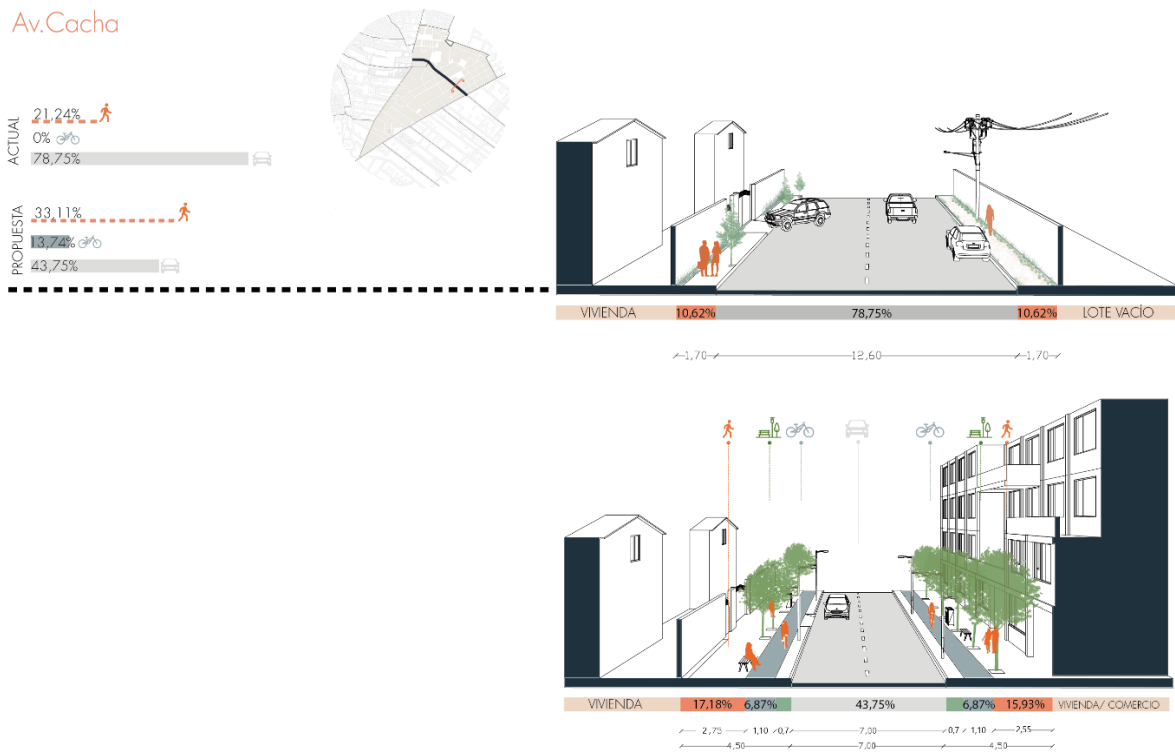 Av.Cacha
ACTUAL
21,24%
0%
78,75%
PROPUESTA
33,11%
13,74%
43,75%
VIVIENDA 10,62% 78,75% 10,62% LOTE VACÍO
1,70 12,60 1,70
VIVIENDA 17,18% 6,87% 43,75% 6,87% 15,93% VIVIENDA/ COMERCIO
2,75 1,10 0,7 7,00 0,7 1,10 2,55
4,50 7,00 4,50